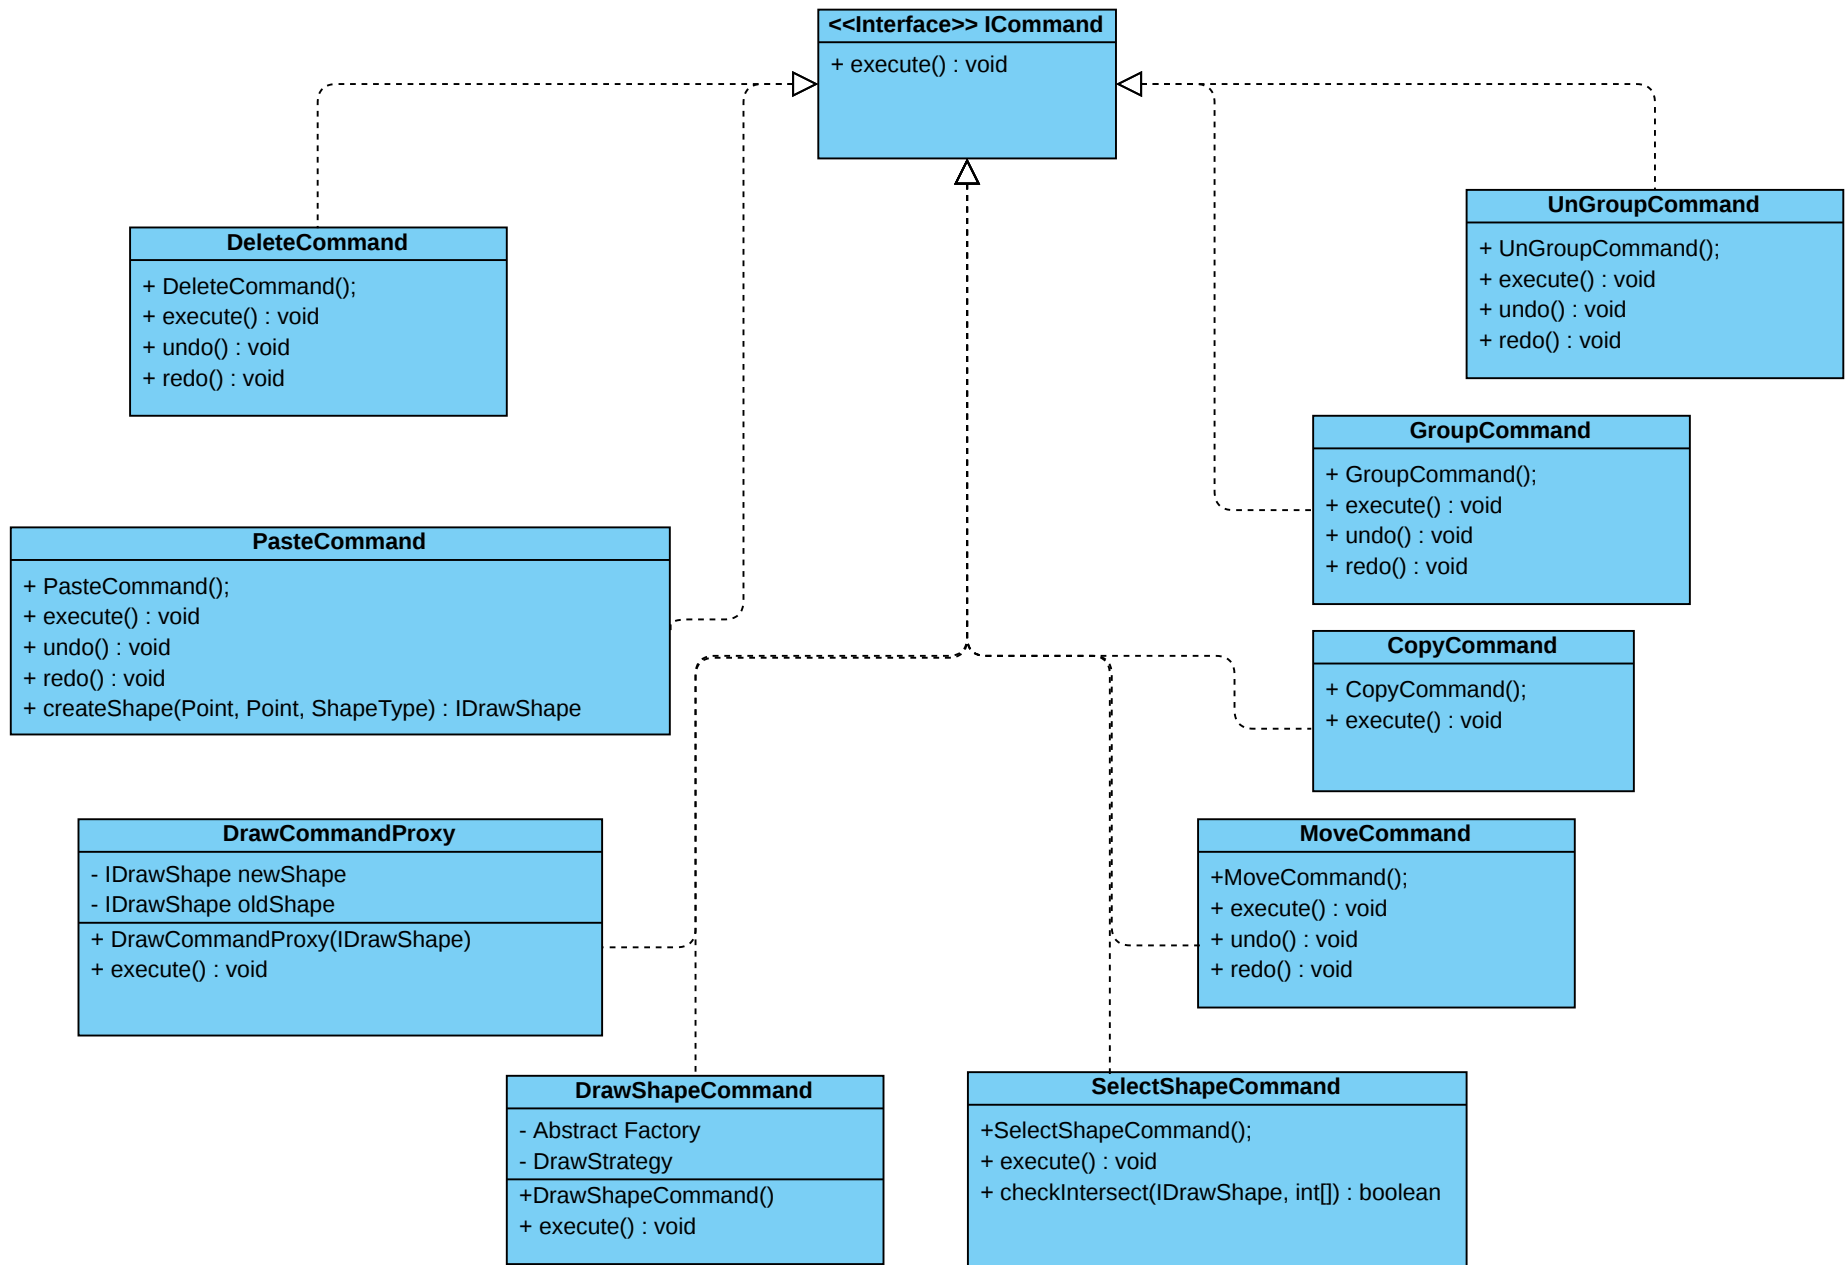 <<Interface>> ICommand
+ execute() : void
DeleteCommand
+ DeleteCommand();
+ execute() : void
+ undo() : void
+ redo() : void
UnGroupCommand
+ UnGroupCommand();
+ execute() : void
+ undo() : void
+ redo() : void
GroupCommand
+ GroupCommand();
+ execute() : void
+ undo() : void
+ redo() : void
PasteCommand
+ PasteCommand();
+ execute() : void
+ undo() : void
+ redo() : void
+ createShape(Point, Point, ShapeType) : IDrawShape
CopyCommand
+ CopyCommand();
+ execute() : void
DrawCommandProxy
- IDrawShape newShape
- IDrawShape oldShape
+ DrawCommandProxy(IDrawShape)
+ execute() : void
MoveCommand
+MoveCommand();
+ execute() : void
+ undo() : void
+ redo() : void
DrawShapeCommand
- Abstract Factory
- DrawStrategy
+DrawShapeCommand()
+ execute() : void
SelectShapeCommand
+SelectShapeCommand();
+ execute() : void
+ checkIntersect(IDrawShape, int[]) : boolean